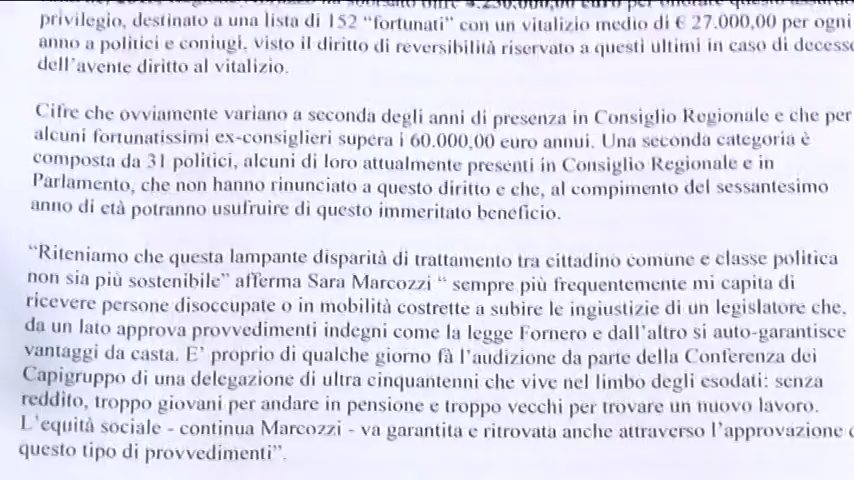 privilegio, destinato a una lista di 152 “fortunati” con un vitalizio medio di € 27.000,00 per ogni
anno a politici e coniugi, visto il diritto di reversibilità riservato a questi ultimi in caso di decesso
dell'avente diritto al vitalizio.
Cifre che ovviamente variano a seconda degli anni di presenza in Consiglio Regionale e che per
alcuni fortunatissimi ex-consiglieri supera i 60.000,00 euro annui. Una seconda categoria è
composta da 31 politici, alcuni di loro attualmente presenti in Consiglio Regionale e in
Parlamento, che non hanno rinunciato a questo diritto e che, al compimento del sessantesimo
anno di età potranno usufruire di questo immeritato beneficio.
“Riteniamo che questa lampante disparità di trattamento tra cittadino comune e classe politica
non sia più sostenibile” afferma Sara Marcozzi “ sempre più frequentemente mi capita di
ricevere persone disoccupate o in mobilità costrette a subire le ingiustizie di un legislatore che,
da un lato approva provvedimenti indegni come la legge Fornero e dall'altro si auto-garantisce
vantaggi da casta. E' proprio di qualche giorno fà l'audizione da parte della Conferenza dei
Capigruppo di una delegazione di ultra cinquantenni che vive nel limbo degli esodati: senza
reddito, troppo giovani per andare in pensione e troppo vecchi per trovare un nuovo lavoro.
L'equità sociale - continua Marcozzi - va garantita e ritrovata anche attraverso l'approvazione
questo tipo di provvedimenti”.